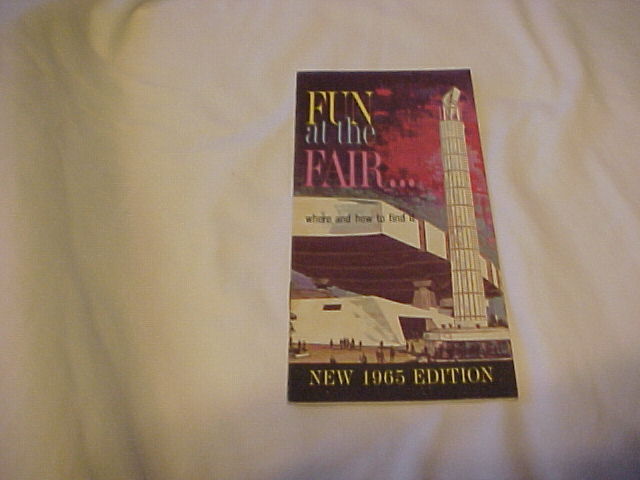 FUN
at the
FAIR...
where and how to find it
NEW 1965 EDITION